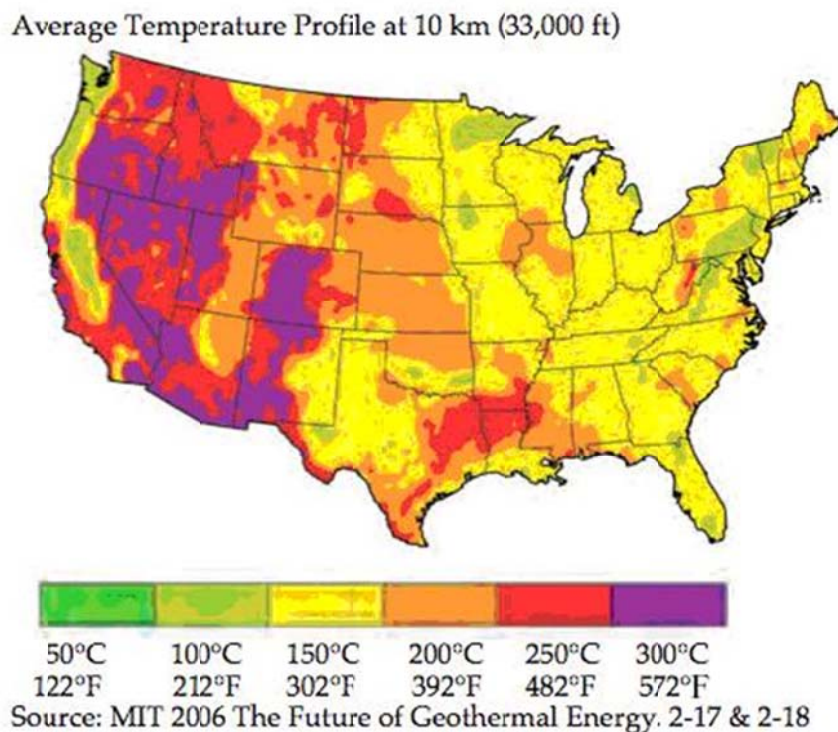 Average Temperature Profile at 10 km (33,000 ft)
50°C 100°C 150°C 200°C 250°C 300°C
122°F 212°F 302°F 392°F 482°F 572°F
Source: MIT 2006 The Future of Geothermal Energy. 2-17 & 2-18